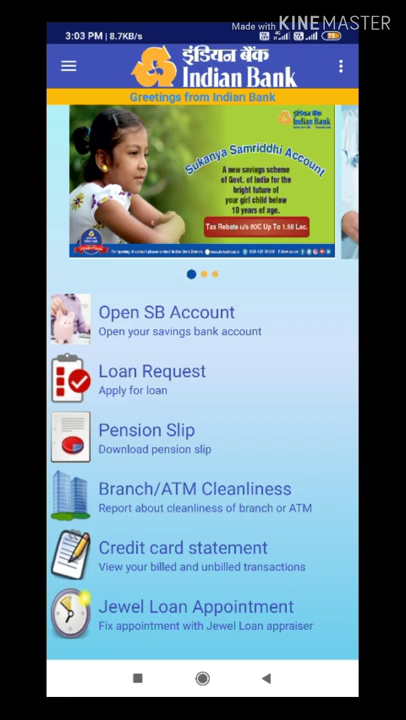 Made with KINEMASTER
3:03 PM | 8.7KB/s
73
इंडियन बैंक
Indian Bank
Greetings from Indian Bank
इंडियन बैंक
Indian Bank
Sukanya Samriddhi Account
A new savings scheme
of Govt. of India for the
bright future of
your girl child below
10 years of age.
Tax Rebate u/s 80C Up To 1.50 Lac.
Open SB Account
Open your savings bank account
Loan Request
Apply for loan
Pension Slip
Download pension slip
Branch/ATM Cleanliness
Report about cleanliness of branch or ATM
Credit card statement
View your billed and unbilled transactions
Jewel Loan Appointment
Fix appointment with Jewel Loan appraiser